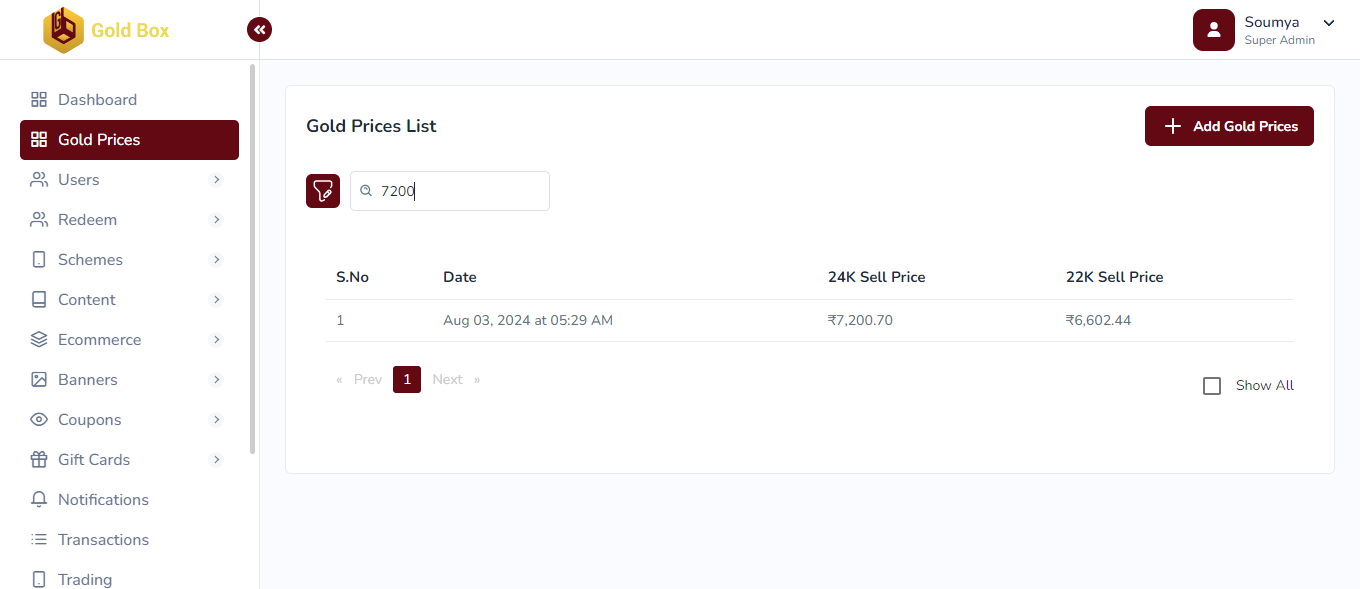 Gold Box
Soumya
Super Admin
Dashboard
Gold Prices
Users
Redeem
Schemes
Content
Ecommerce
Banners
Coupons
Gift Cards
Notifications
Transactions
Trading
Gold Prices List
Add Gold Prices
7200
S.No Date 24K Sell Price 22K Sell Price
1 Aug 03, 2024 at 05:29 AM ₹7,200.70 ₹6,602.44
« Prev 1 Next »
Show All